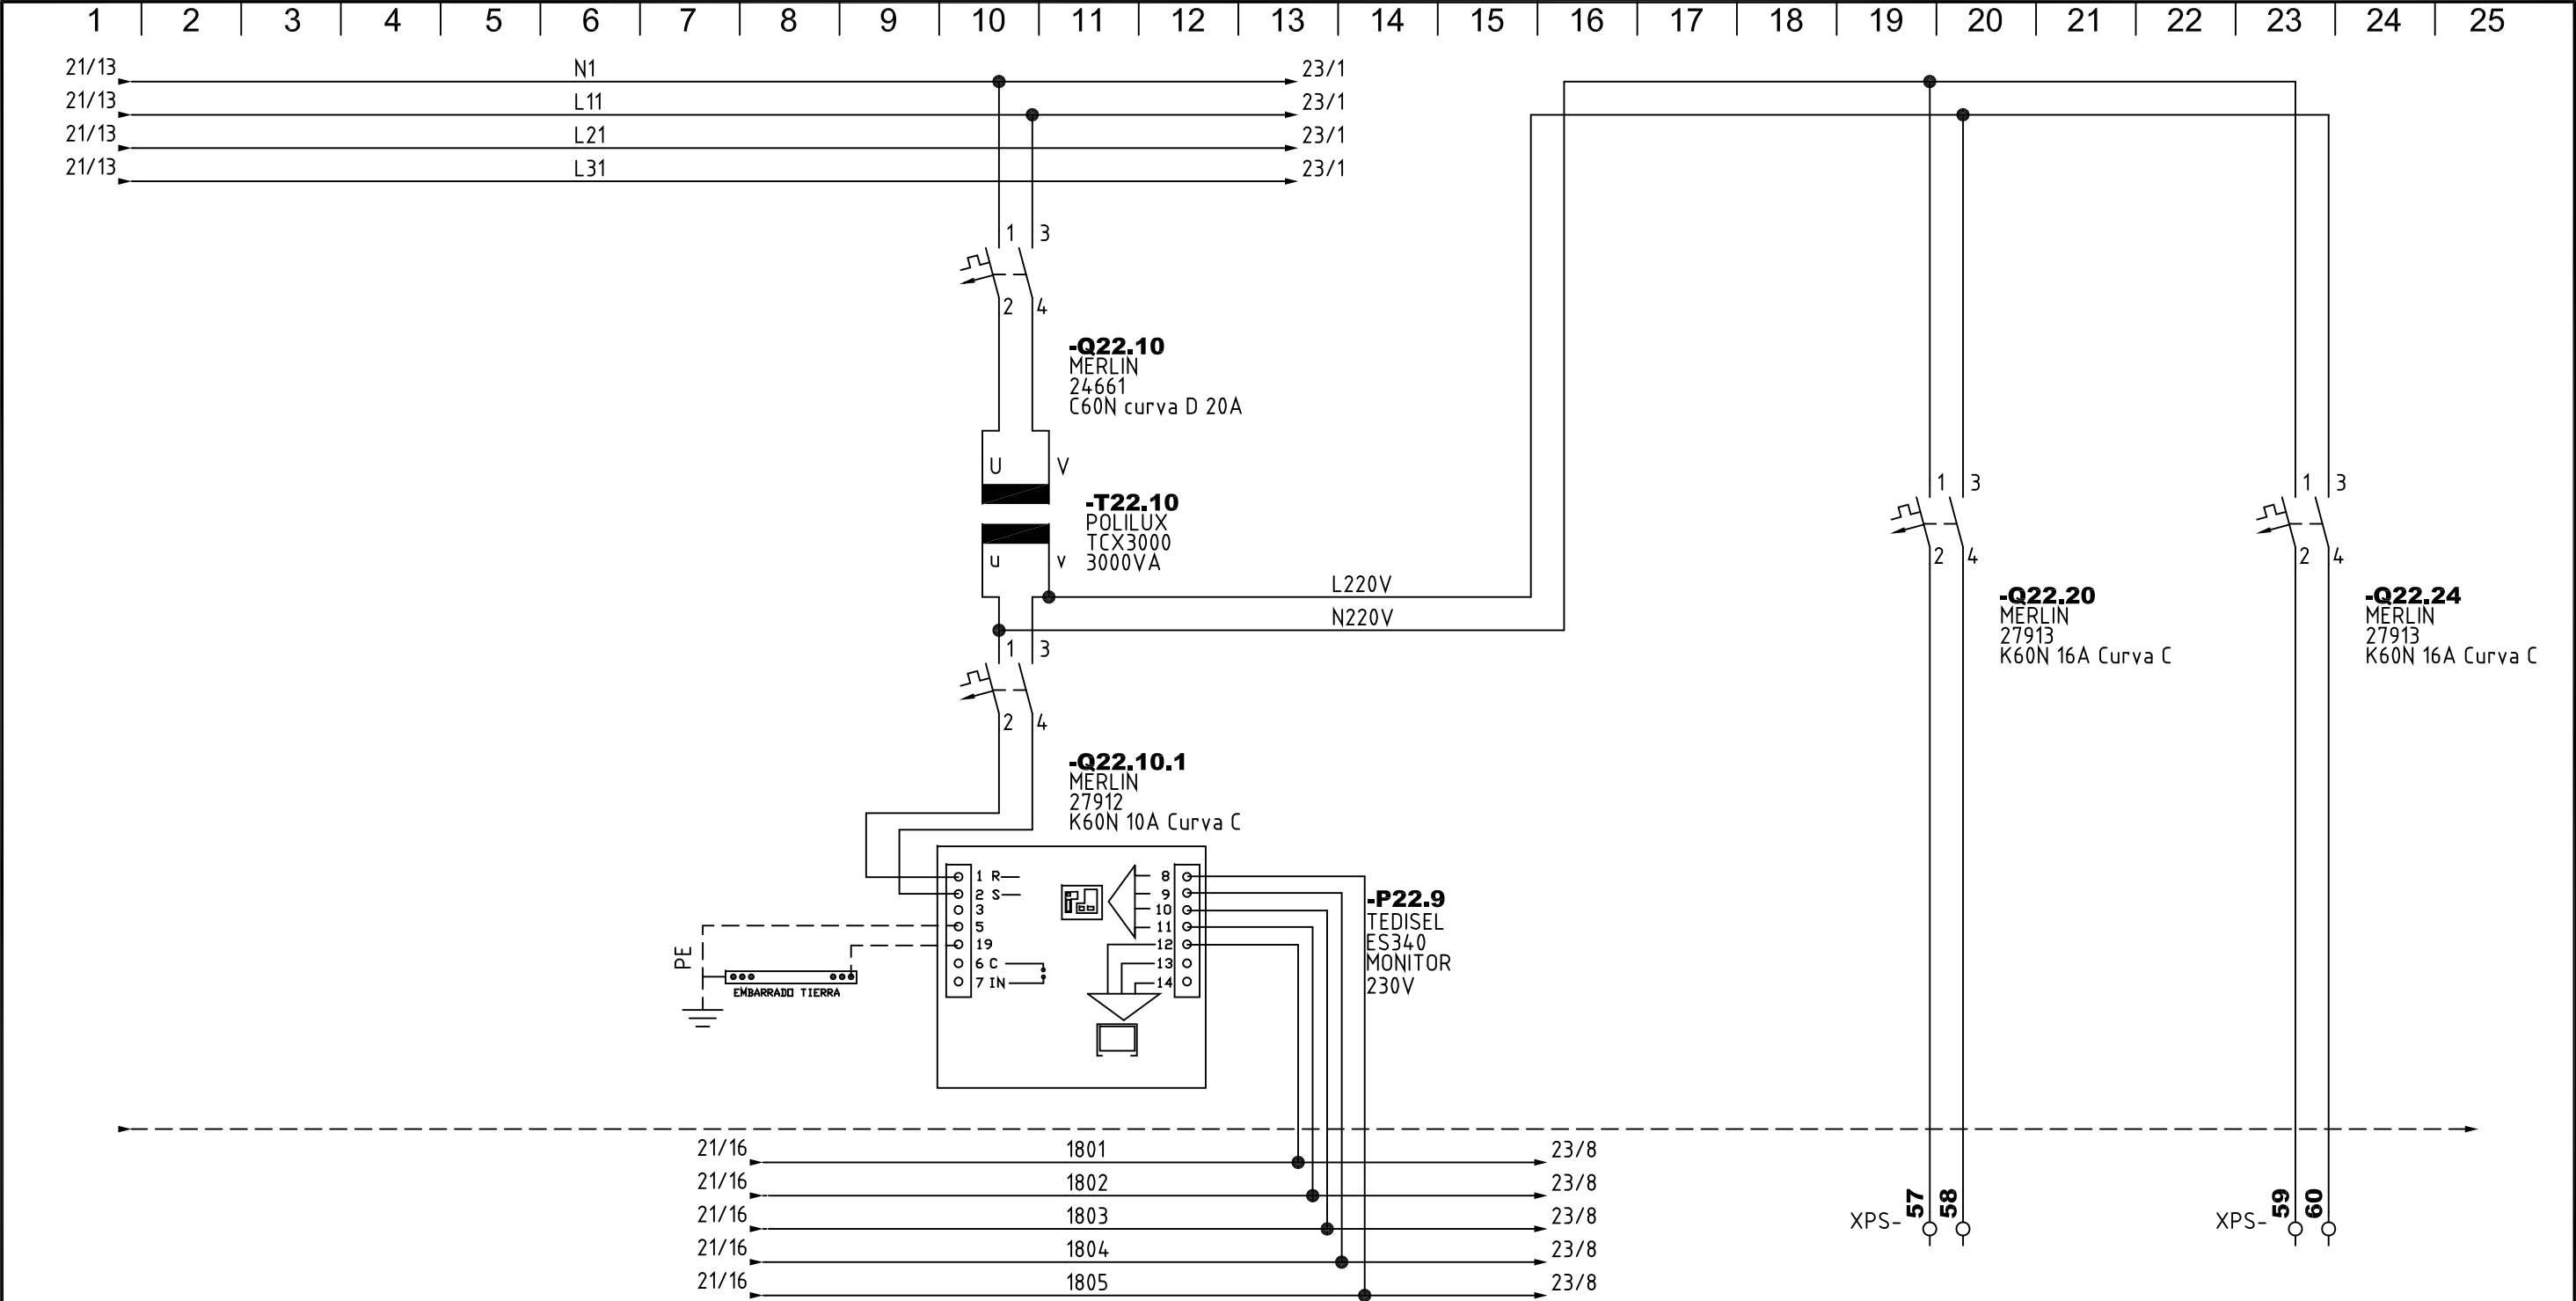 1 2 3 4 5 6 7 8 9 10 11 12 13 14 15 16 17 18 19 20 21 22 23 24 25
21/13 N1 23/1
21/13 L11 23/1
21/13 L21 23/1
21/13 L31 23/1
1 3
2 4
-Q22.10
MERLIN
24661
C60N curva D 20A
U V
-T22.10
POLILUX
TCX3000
3000VA
u v
L220V
N220V
1 3
2 4
-Q22.10.1
MERLIN
27912
K60N 10A Curva C
1 3
2 4
-Q22.20
MERLIN
27913
K60N 16A Curva C
1 3
2 4
-Q22.24
MERLIN
27913
K60N 16A Curva C
1 R
2 S
3
5
19
6 C
7 IN
8
9
10
11
12
13
14
-P22.9
TEDISEL
ES340
MONITOR
230V
PE
EMBARRADO TIERRA
21/16 1801 23/8
21/16 1802 23/8
21/16 1803 23/8
21/16 1804 23/8
21/16 1805 23/8
XPS- 57 58
XPS- 59 60